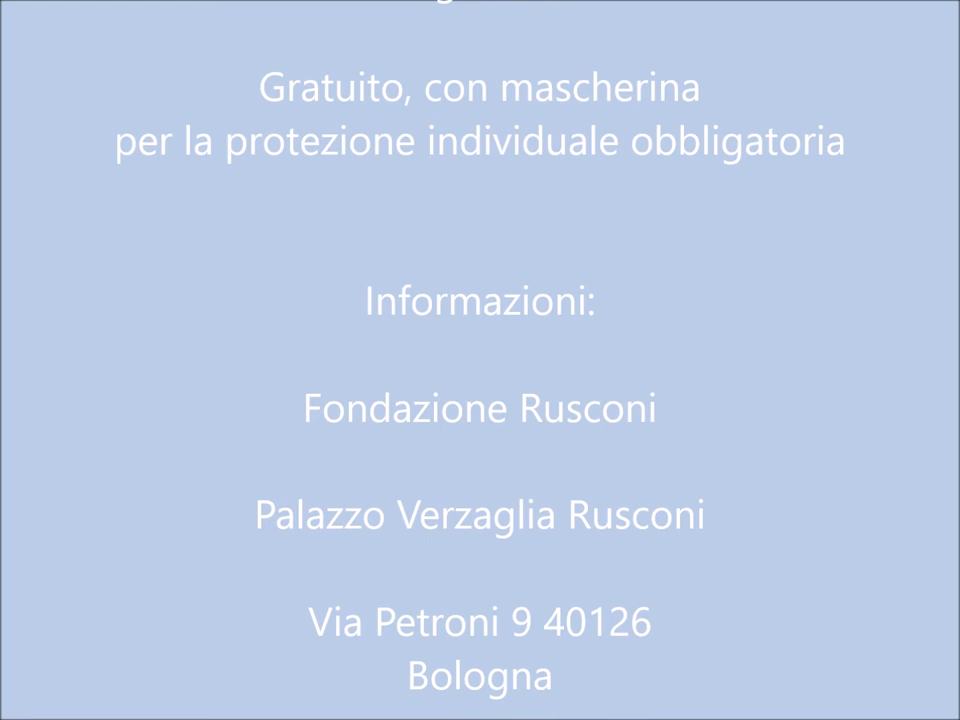 Gratuito, con mascherina
per la protezione individuale obbligatoria
Informazioni:
Fondazione Rusconi
Palazzo Verzaglia Rusconi
Via Petroni 9 40126
Bologna